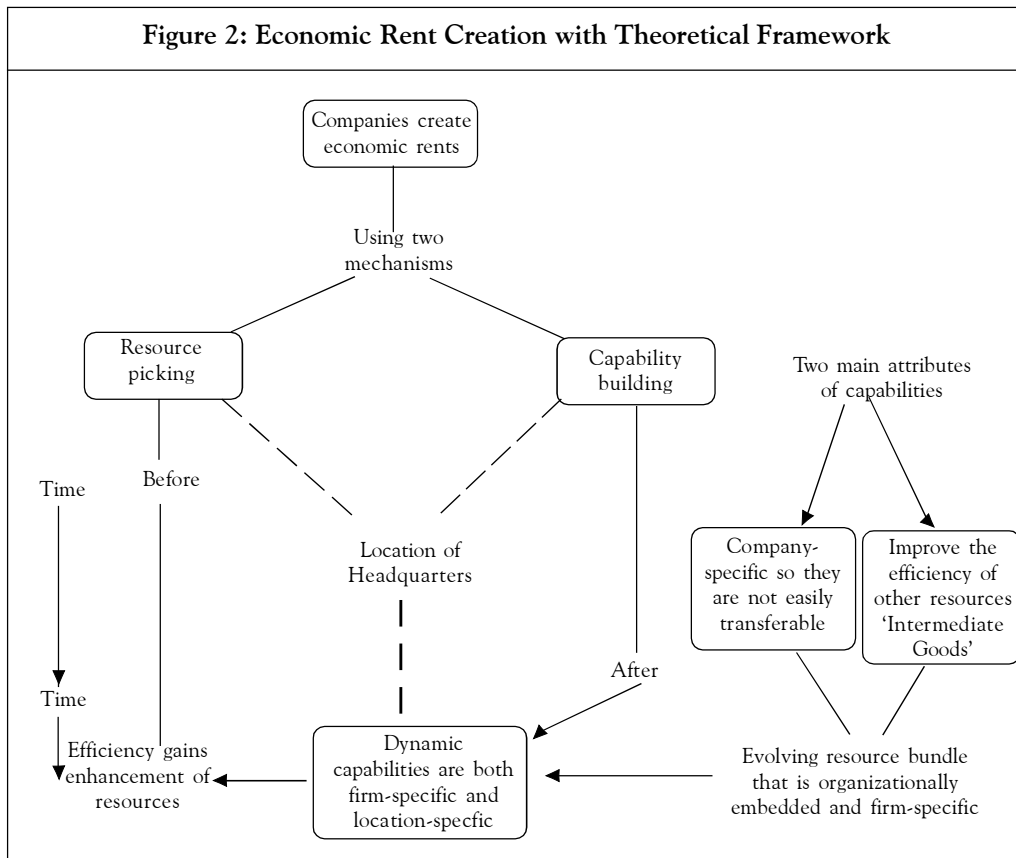 Figure 2: Economic Rent Creation with Theoretical Framework
Companies create
economic rents
Using two
mechanisms
Resource
picking
Capability
building
Two main attributes
of capabilities
Time
Before
Location of
Headquarters
Company-
specific so they
are not easily
transferable
Improve the
efficiency of
other resources
‘Intermediate
Goods’
After
Time
Efficiency gains
enhancement of
resources
Dynamic
capabilities are both
firm-specific and
location-specfic
Evolving resource bundle
that is organizationally
embedded and firm-specific